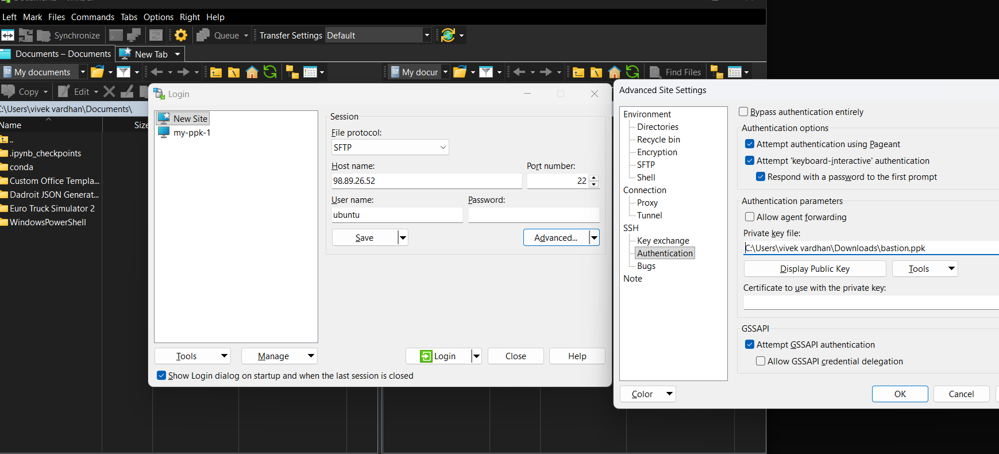 Left Mark Files Commands Tabs Options Right Help
Synchronize Queue Transfer Settings Default
Documents – Documents New Tab
My documents My docur Find Files
Copy Edit
C:\Users\vivek vardhan\Documents\
Name Size
..
.ipynb_checkpoints
conda
Custom Office Templa...
Dadroit JSON Generat...
Euro Truck Simulator 2
WindowsPowerShell
Login
New Site
my-ppk-1
Session
File protocol:
SFTP
Host name: Port number:
98.89.26.52 22
User name: Password:
ubuntu
Save Advanced...
Tools Manage Login Close Help
Show Login dialog on startup and when the last session is closed
Advanced Site Settings
Environment
Directories
Recycle bin
Encryption
SFTP
Shell
Connection
Proxy
Tunnel
SSH
Key exchange
Authentication
Bugs
Note
Bypass authentication entirely
Authentication options
Attempt authentication using Pageant
Attempt 'keyboard-interactive' authentication
Respond with a password to the first prompt
Authentication parameters
Allow agent forwarding
Private key file:
C:\Users\vivek vardhan\Downloads\bastion.ppk
Display Public Key Tools
Certificate to use with the private key:
GSSAPI
Attempt GSSAPI authentication
Allow GSSAPI credential delegation
Color OK Cancel